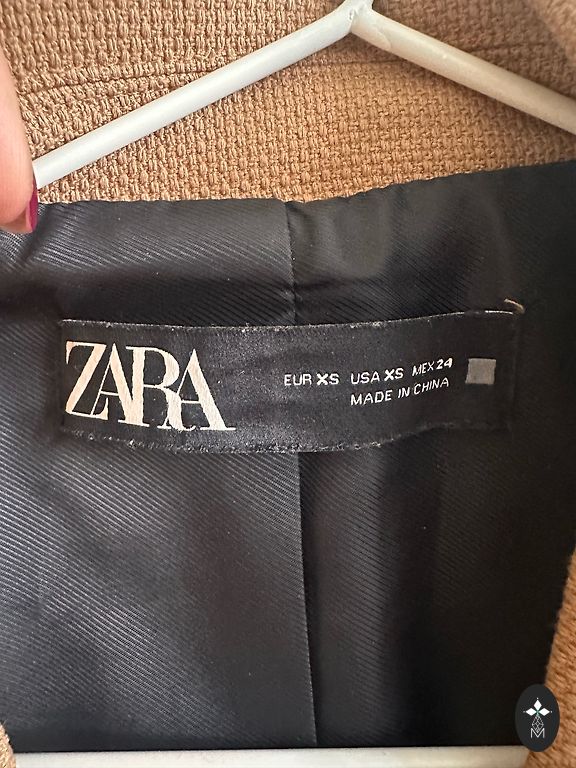 ZARA
EUR XS USA XS MEX 24
MADE IN CHINA